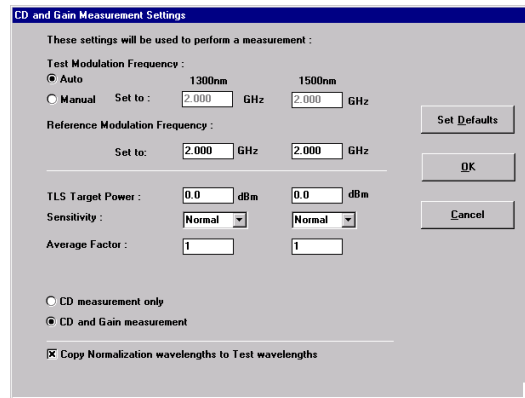 CD and Gain Measurement Settings
These settings will be used to perform a measurement :
Test Modulation Frequency :
Auto 1300nm 1500nm
Manual Set to : 2.000 GHz 2.000 GHz
Reference Modulation Frequency :
Set to: 2.000 GHz 2.000 GHz
TLS Target Power : 0.0 dBm 0.0 dBm
Sensitivity : Normal Normal
Average Factor : 1 1
CD measurement only
CD and Gain measurement
Copy Normalization wavelengths to Test wavelengths
Set Defaults
OK
Cancel